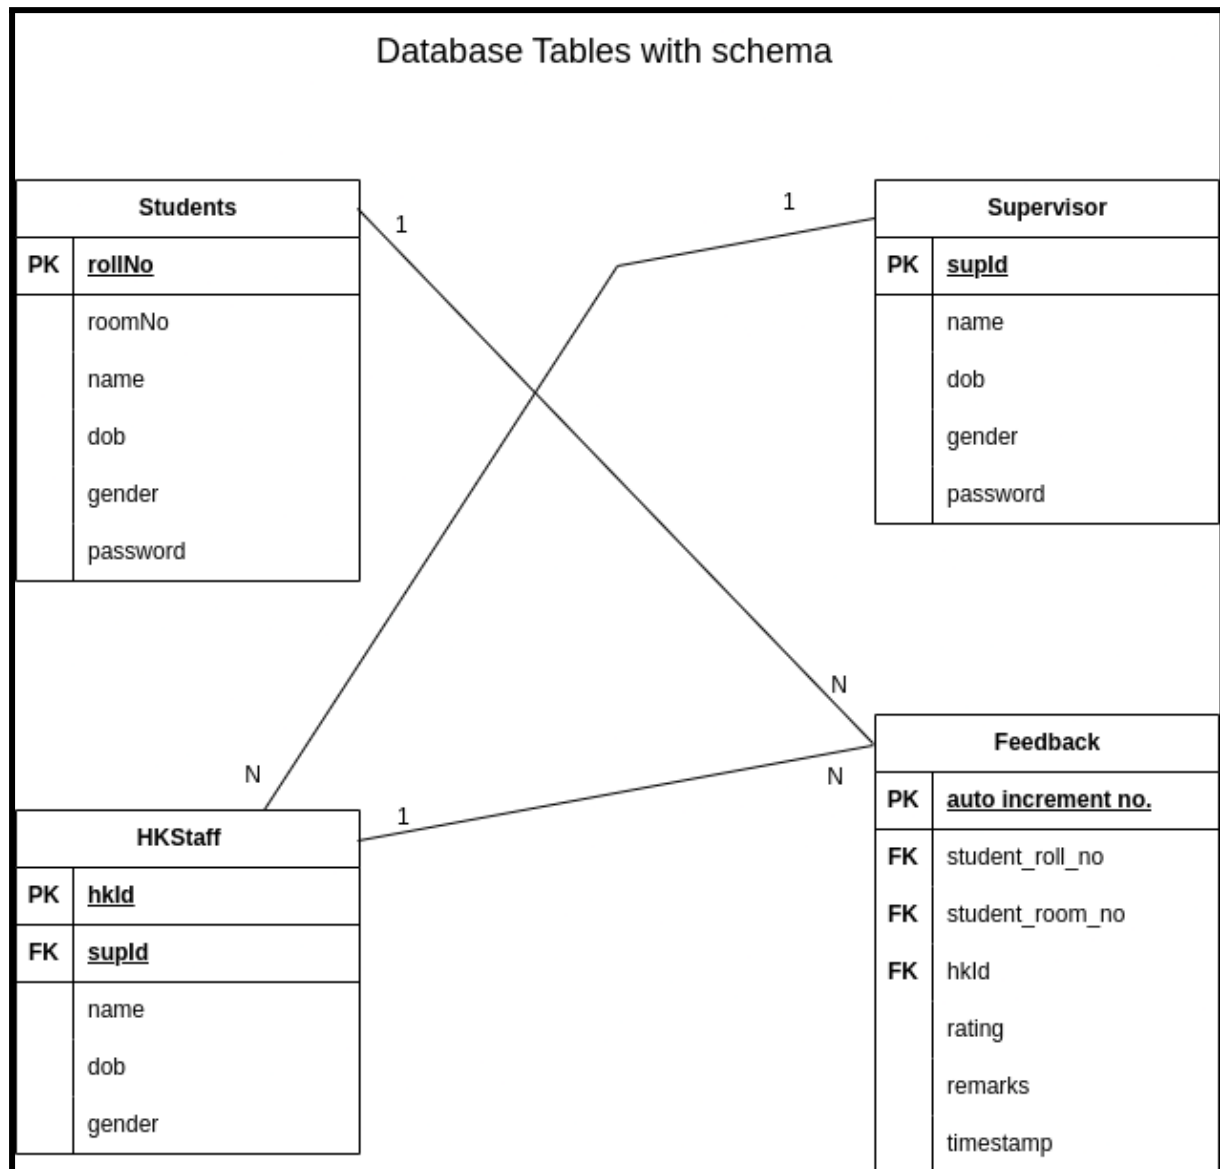 Database Tables with schema
Students
PK rollNo
roomNo
name
dob
gender
password
1
1
Supervisor
PK supId
name
dob
gender
password
N
N
1
N
HKStaff
PK hkId
FK supId
name
dob
gender
Feedback
PK auto increment no.
FK student_roll_no
FK student_room_no
FK hkId
rating
remarks
timestamp